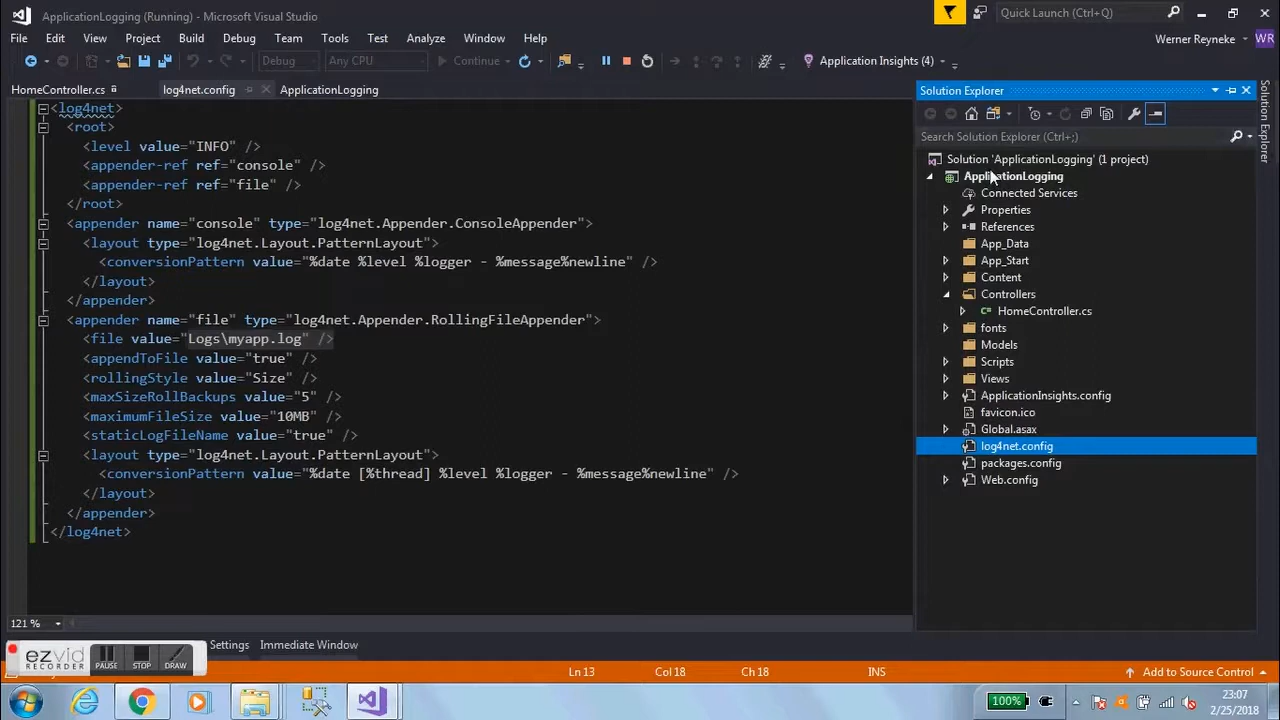 ApplicationLogging (Running) - Microsoft Visual Studio
Quick Launch (Ctrl+Q)
File Edit View Project Build Debug Team Tools Test Analyze Window Help
Werner Reyneke WR
Debug Any CPU Continue Application Insights (4)
HomeController.cs log4net.config ApplicationLogging
<log4net>
<root>
<level value="INFO" />
<appender-ref ref="console" />
<appender-ref ref="file" />
</root>
<appender name="console" type="log4net.Appender.ConsoleAppender">
<layout type="log4net.Layout.PatternLayout">
<conversionPattern value="%date %level %logger - %message%newline" />
</layout>
</appender>
<appender name="file" type="log4net.Appender.RollingFileAppender">
<file value="Logs\myapp.log" />
<appendToFile value="true" />
<rollingStyle value="Size" />
<maxSizeRollBackups value="5" />
<maximumFileSize value="10MB" />
<staticLogFileName value="true" />
<layout type="log4net.Layout.PatternLayout">
<conversionPattern value="%date [%thread] %level %logger - %message%newline" />
</layout>
</appender>
</log4net>
Solution Explorer
Search Solution Explorer (Ctrl+;)
Solution 'ApplicationLogging' (1 project)
ApplicationLogging
Connected Services
Properties
References
App_Data
App_Start
Content
Controllers
C# HomeController.cs
fonts
Models
Scripts
Views
ApplicationInsights.config
favicon.ico
Global.asax
log4net.config
packages.config
Web.config
Solution Explorer
121 %
Settings Immediate Window
ezvid
RECORDER
PAUSE STOP DRAW
Ln 13 Col 18 Ch 18 INS Add to Source Control
100%
23:07
2/25/2018